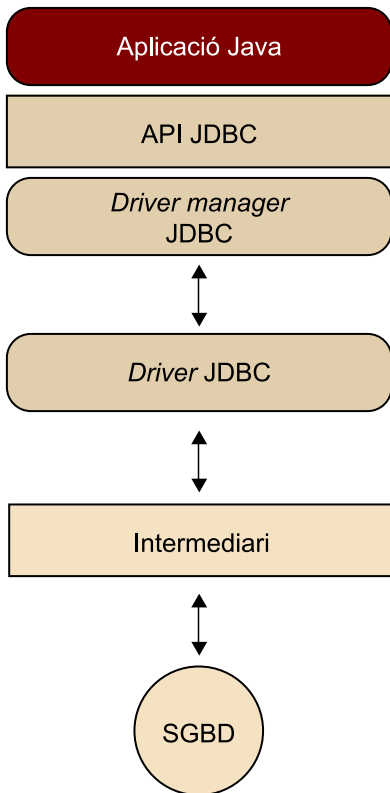 Aplicació Java
API JDBC
Driver manager
JDBC
Driver JDBC
Intermediari
SGBD